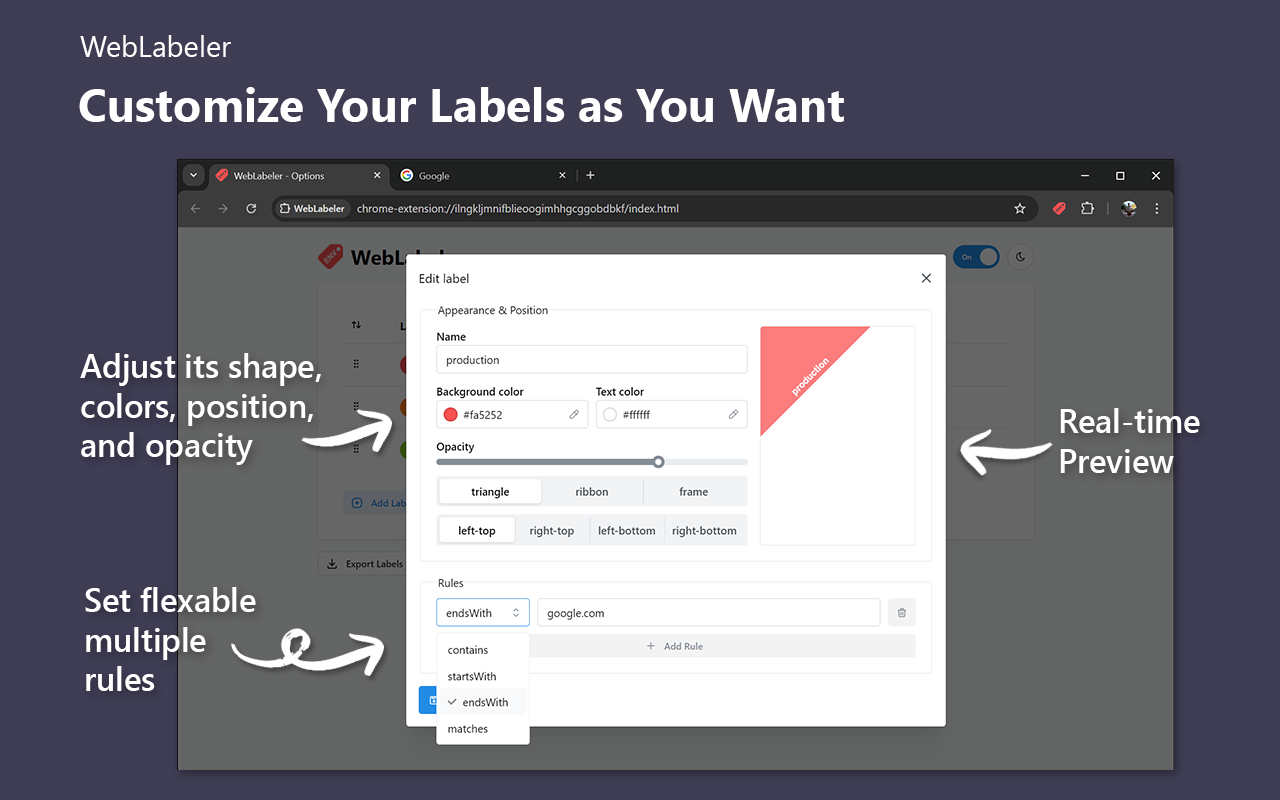 WebLabeler
Customize Your Labels as You Want
WebLabeler - Options
Google
WebLabeler
chrome-extension://ilngkljmnifblieoogimhhgcggobdbkf/index.html
ENV
On
Edit label
Appearance & Position
Name
production
Background color
Text color
#fa5252
#ffffff
Opacity
triangle
ribbon
frame
left-top
right-top
left-bottom
right-bottom
production
Adjust its shape,
colors, position,
and opacity
Real-time
Preview
Export Labels
Rules
endsWith
google.com
Add Rule
contains
startsWith
endsWith
matches
Set flexable
multiple
rules